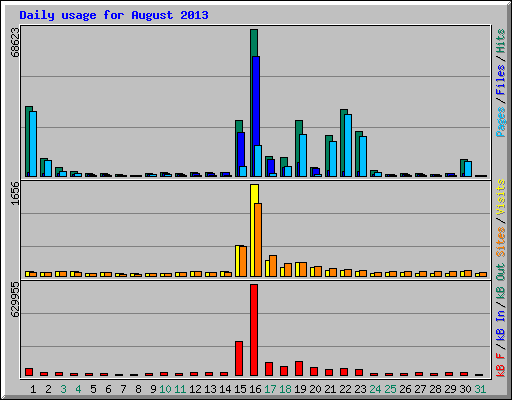 Daily usage for August 2013
68623
Pages/Files/Hits
1656
Sites/Visits
629955
kB F/kB In/kB Out
1 2 3 4 5 6 7 8 9 10 11 12 13 14 15 16 17 18 19 20 21 22 23 24 25 26 27 28 29 30 31